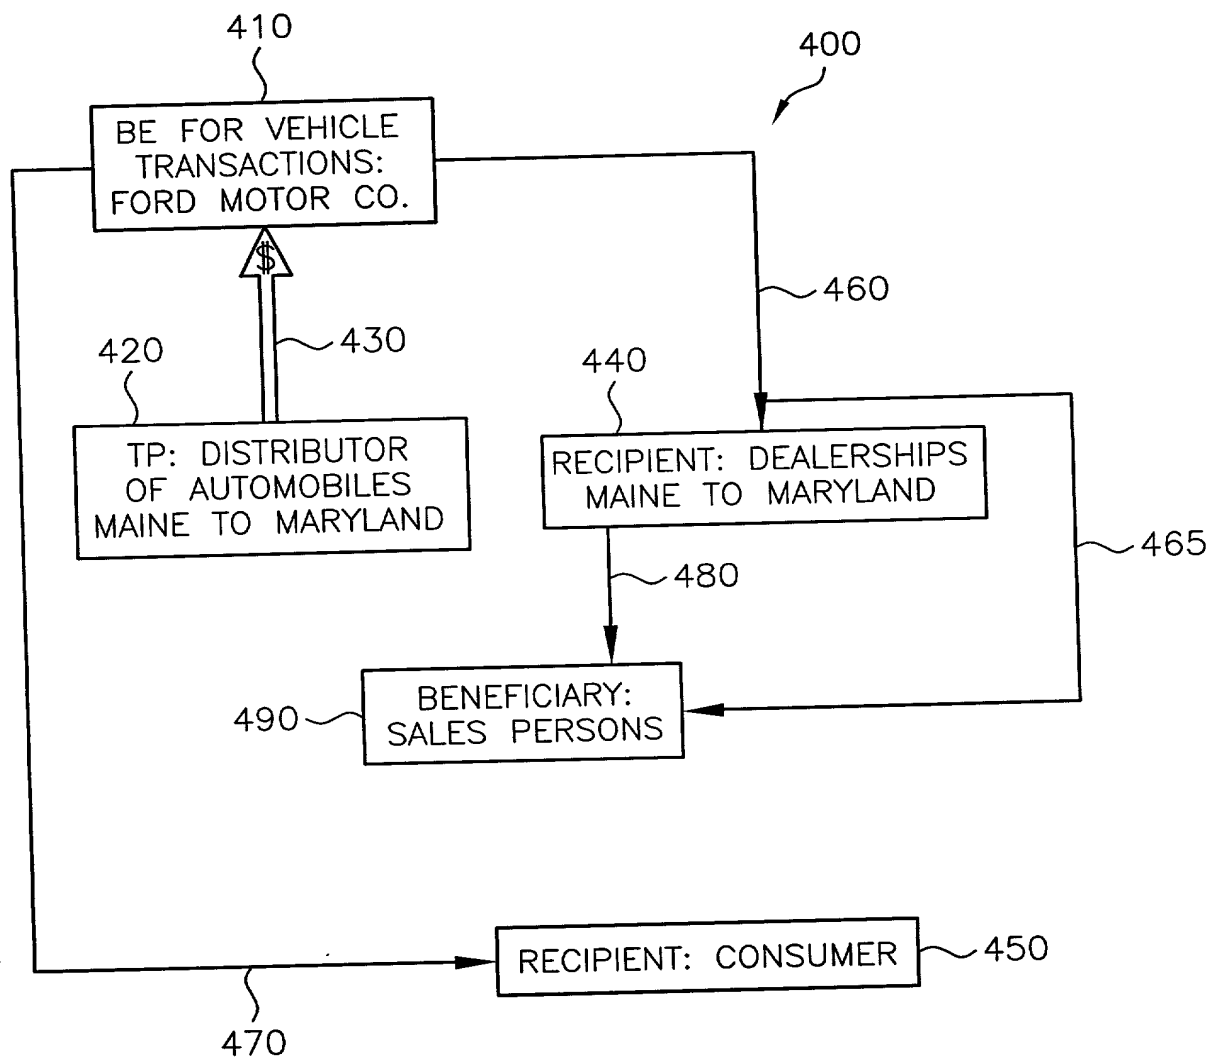 410
400
BE FOR VEHICLE
TRANSACTIONS:
FORD MOTOR CO.
$
460
430
420
440
TP: DISTRIBUTOR
OF AUTOMOBILES
MAINE TO MARYLAND
RECIPIENT: DEALERSHIPS
MAINE TO MARYLAND
465
480
BENEFICIARY:
SALES PERSONS
490
RECIPIENT: CONSUMER
450
470